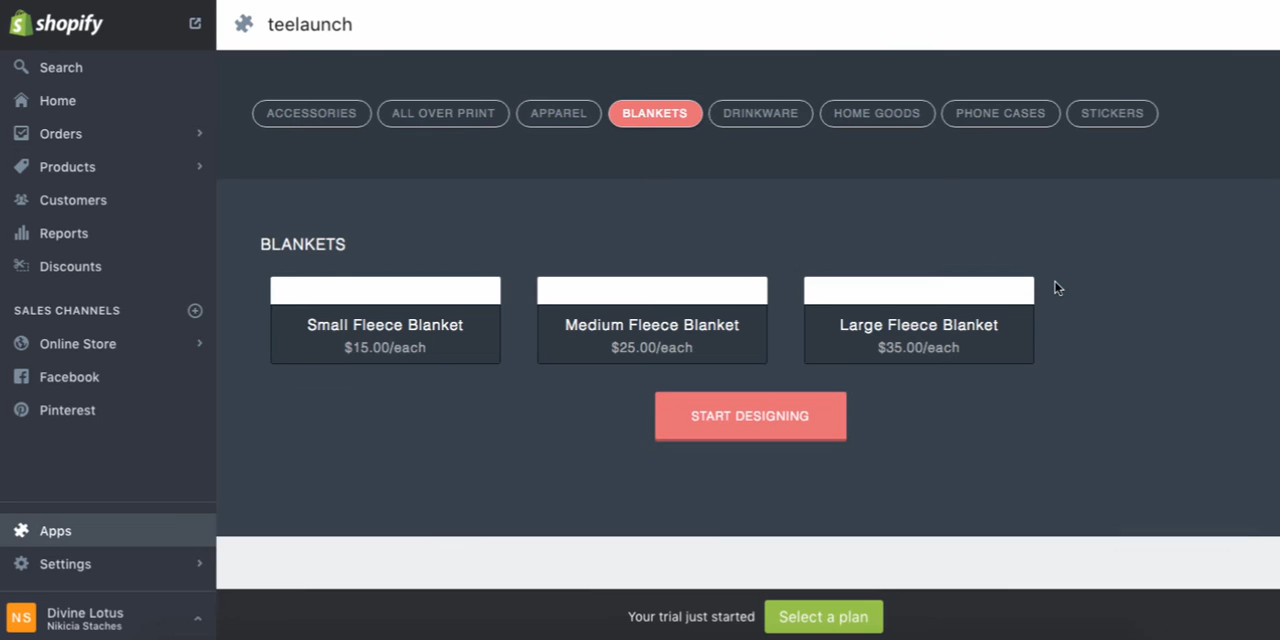 shopify
teelaunch
Search
Home
Orders
Products
Customers
Reports
Discounts
SALES CHANNELS
Online Store
Facebook
Pinterest
Apps
Settings
NS
Divine Lotus
Nikicia Staches
ACCESSORIES ALL OVER PRINT APPAREL BLANKETS DRINKWARE HOME GOODS PHONE CASES STICKERS
BLANKETS
Small Fleece Blanket
$15.00/each
Medium Fleece Blanket
$25.00/each
Large Fleece Blanket
$35.00/each
START DESIGNING
Your trial just started Select a plan